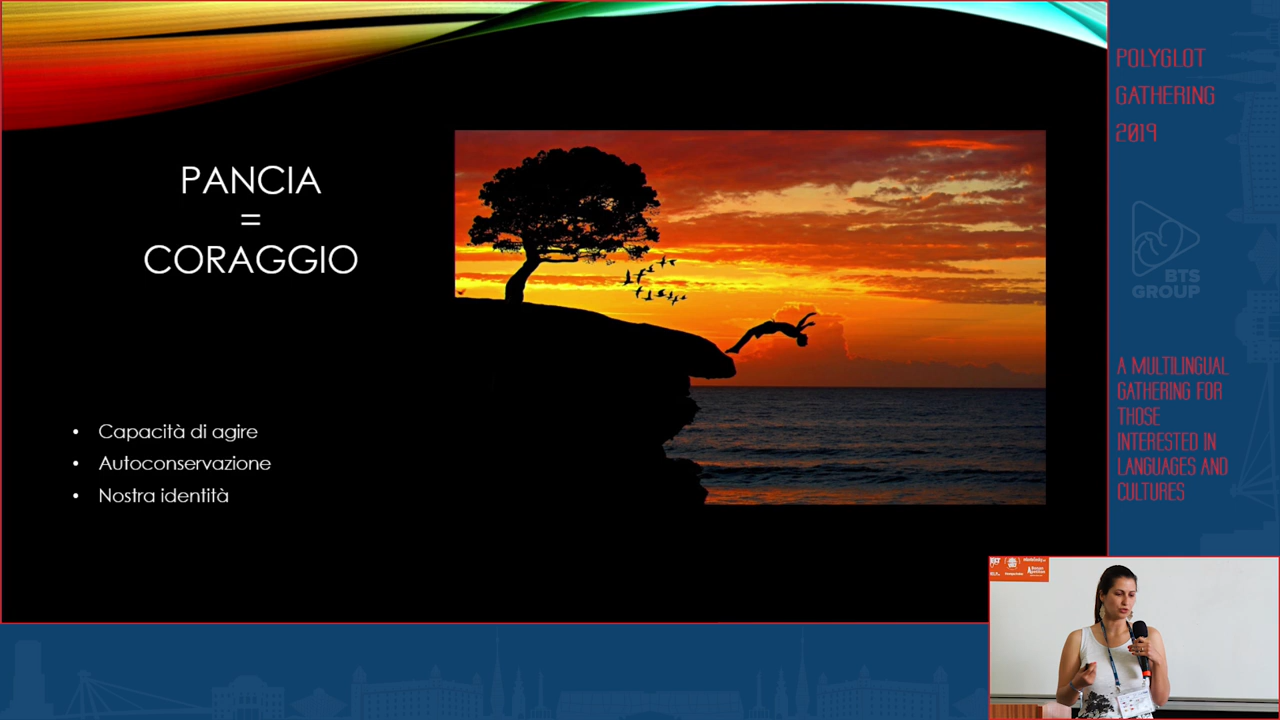 PANCIA
=
CORAGGIO
• Capacità di agire
• Autoconservazione
• Nostra identità
POLYGLOT
GATHERING
2019
BTS
GROUP
A MULTILINGUAL
GATHERING FOR
THOSE
INTERESTED IN
LANGUAGES AND
CULTURES